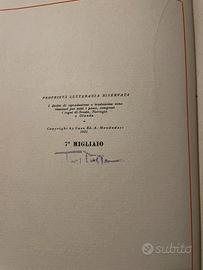 PROPRIETÀ LETTERARIA RISERVATA
I diritti di riproduzione e traduzione sono
riservati per tutti i paesi, compresi
i regni di Svezia, Norvegia
e Olanda
Copyright by Casa Ed. A. Mondadori
7° MIGLIAIO
subito